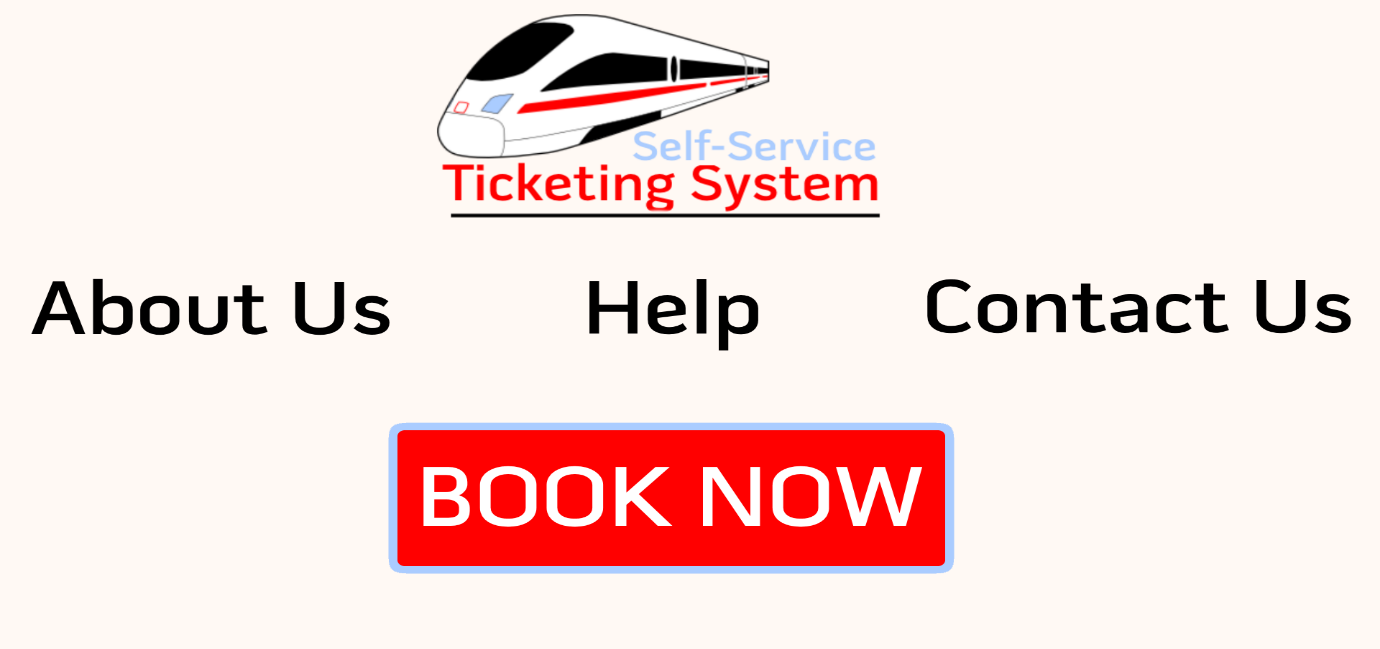 Self-Service
Ticketing System
About Us Help Contact Us
BOOK NOW